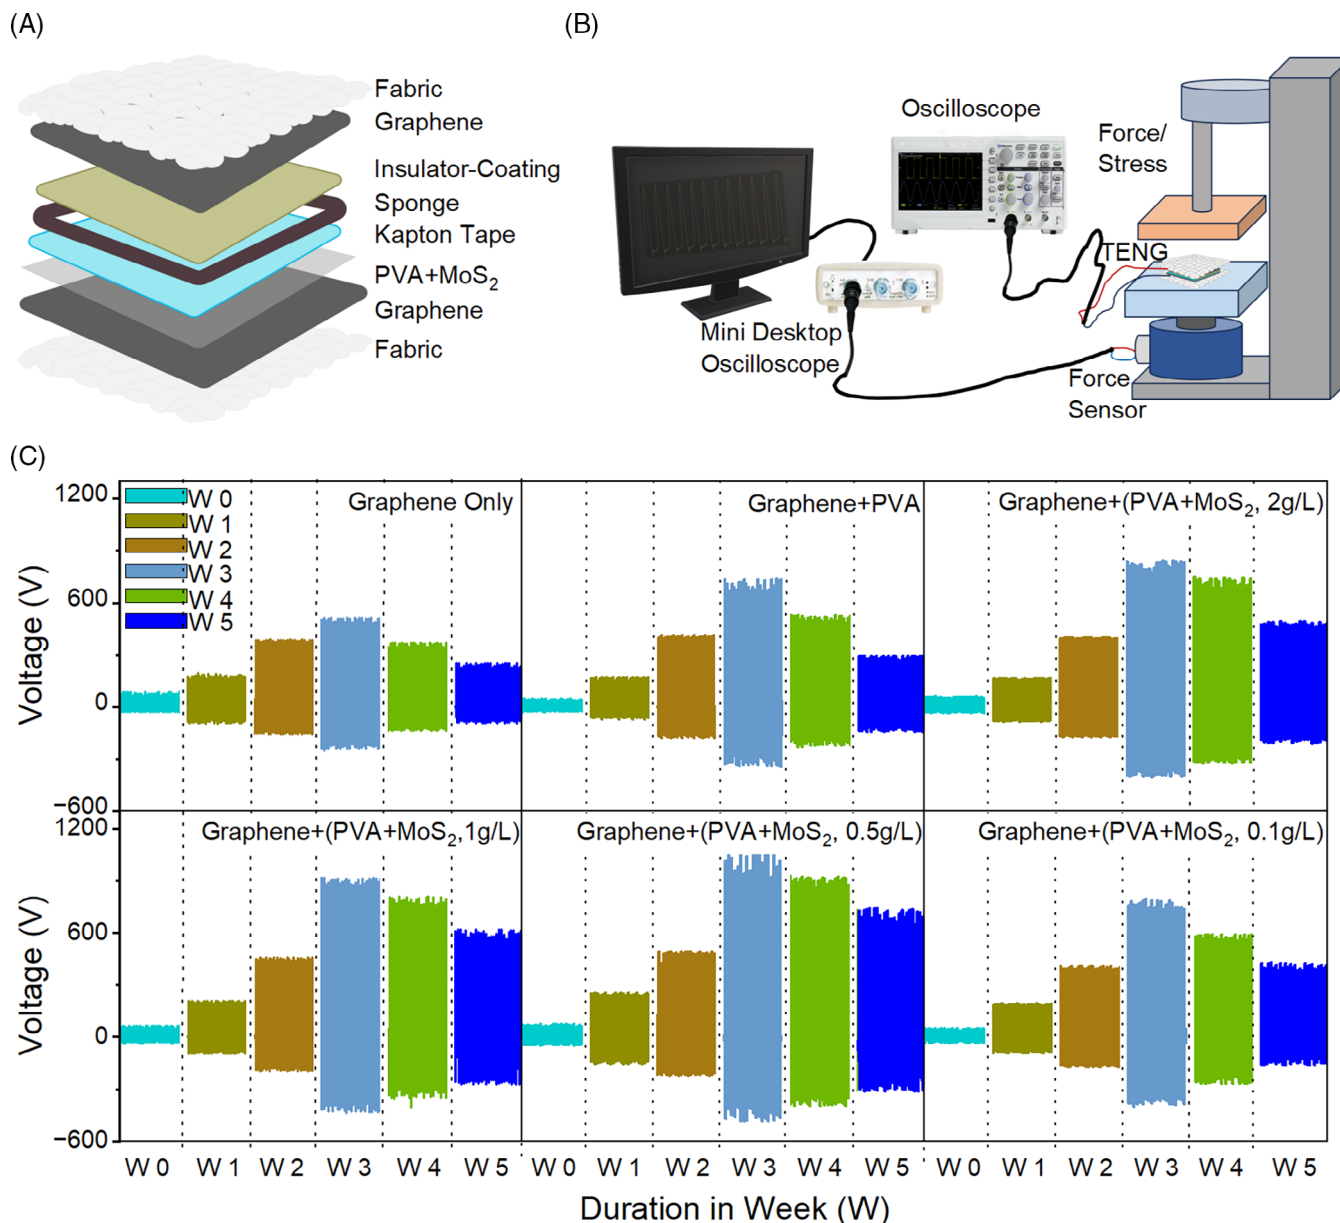 (A)
Fabric
Graphene
Insulator-Coating
Sponge
Kapton Tape
PVA+MoS₂
Graphene
Fabric
(B)
Oscilloscope
Force/
Stress
TENG
Mini Desktop
Oscilloscope
Force
Sensor
(C)
1200
600
0
−600
Voltage (V)
W 0
W 1
W 2
W 3
W 4
W 5
Graphene Only
Graphene+PVA
Graphene+(PVA+MoS₂, 2g/L)
1200
600
0
−600
Voltage (V)
Graphene+(PVA+MoS₂,1g/L)
Graphene+(PVA+MoS₂, 0.5g/L)
Graphene+(PVA+MoS₂, 0.1g/L)
W 0 W 1 W 2 W 3 W 4 W 5 W 0 W 1 W 2 W 3 W 4 W 5 W 0 W 1 W 2 W 3 W 4 W 5
Duration in Week (W)